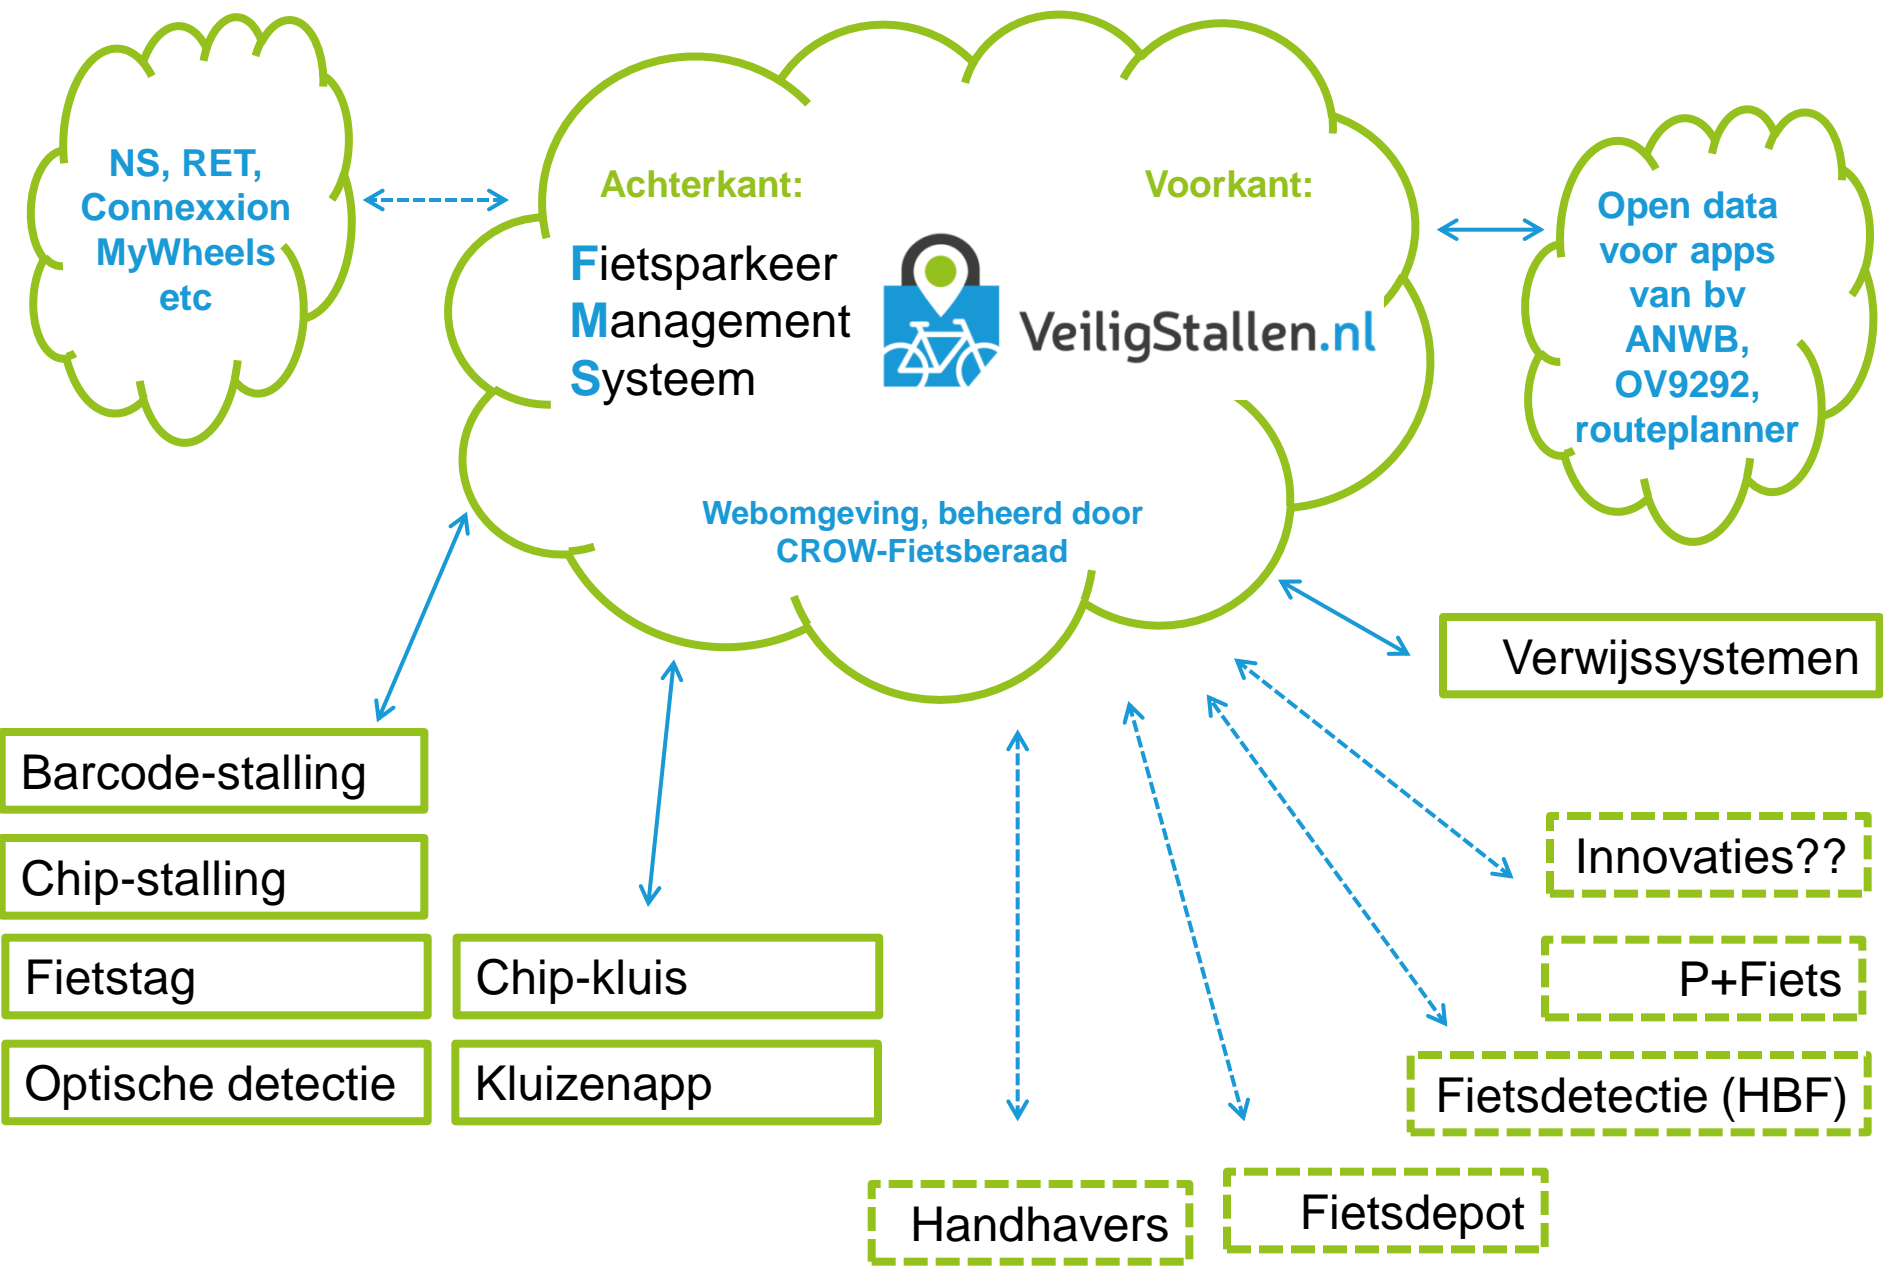 NS, RET,
Connexxion
MyWheels
etc
Achterkant:
Fietsparkeer
Management
Systeem
Voorkant:
VeiligStallen.nl
Webomgeving, beheerd door
CROW-Fietsberaad
Open data
voor apps
van bv
ANWB,
OV9292,
routeplanner
Verwijssystemen
Barcode-stalling
Chip-stalling
Fietstag
Optische detectie
Chip-kluis
Kluizenapp
Innovaties??
P+Fiets
Fietsdetectie (HBF)
Fietsdepot
Handhavers